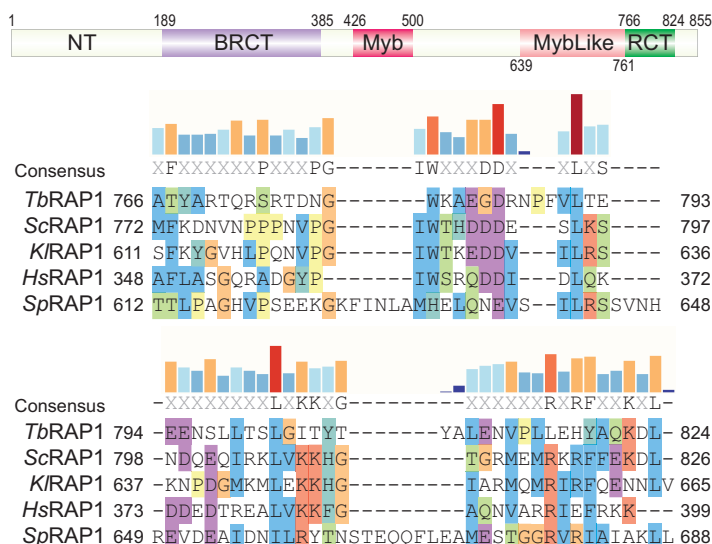 1 189 385 426 500 766 824 855
NT BRCT Myb MybLike RCT
639 761
Consensus XFXXXXXXPXXXPG------IWXXXDDX---XLXS----
TbRAP1 766 ATYARTQRSRTDNG-------WKAEGDRNPFVLTE---- 793
ScRAP1 772 MFKDNVNPPPNVPG------IWTHDDDE---SLKS---- 797
KlRAP1 611 SFKYGVHLPQNVPG------IWTKEDDV---ILRS---- 636
HsRAP1 348 AFLASGQRADGYP-------IWSRQDDI---DLQK---- 372
SpRAP1 612 TTLPAGHVPSEEKGKFINLAMHELQNEVS--ILRSSVNH 648
Consensus -XXXXXXXXLXKKXG---------XXXXXXRXRFXXKXL-
TbRAP1 794 -EENSLLTSLGITYT-------YALENVPLLEHYAQKDL- 824
ScRAP1 798 -NDQEQIRKLVKKHG---------TGRMEMRKRFFEKDL- 826
KlRAP1 637 -KNPDGMKMLEKKHG---------IARMQMRIRFQENNLV 665
HsRAP1 373 -DDEDTREALVKKFG---------AQNVARRIEFRKK--- 399
SpRAP1 649 REVDEAIDNILRYTNSTEQQFLEAMESTGGRVRIAIAKLL 688